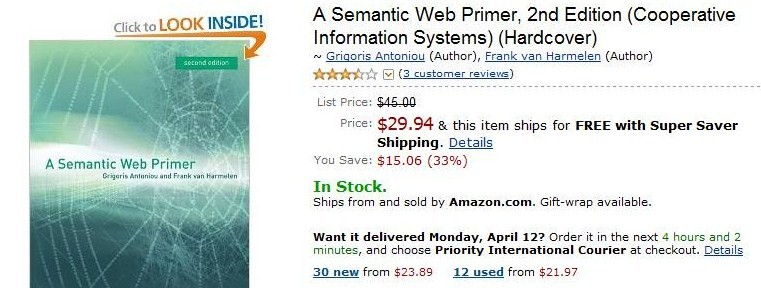 Click to LOOK INSIDE!
second edition
A Semantic Web Primer
Grigoris Antoniou and Frank van Harmelen
A Semantic Web Primer, 2nd Edition (Cooperative
Information Systems) (Hardcover)
~ Grigoris Antoniou (Author), Frank van Harmelen (Author)
(3 customer reviews)
List Price: $45.00
Price: $29.94 & this item ships for FREE with Super Saver
Shipping. Details
You Save: $15.06 (33%)
In Stock.
Ships from and sold by Amazon.com. Gift-wrap available.
Want it delivered Monday, April 12? Order it in the next 4 hours and 2
minutes, and choose Priority International Courier at checkout. Details
30 new from $23.89 12 used from $21.97